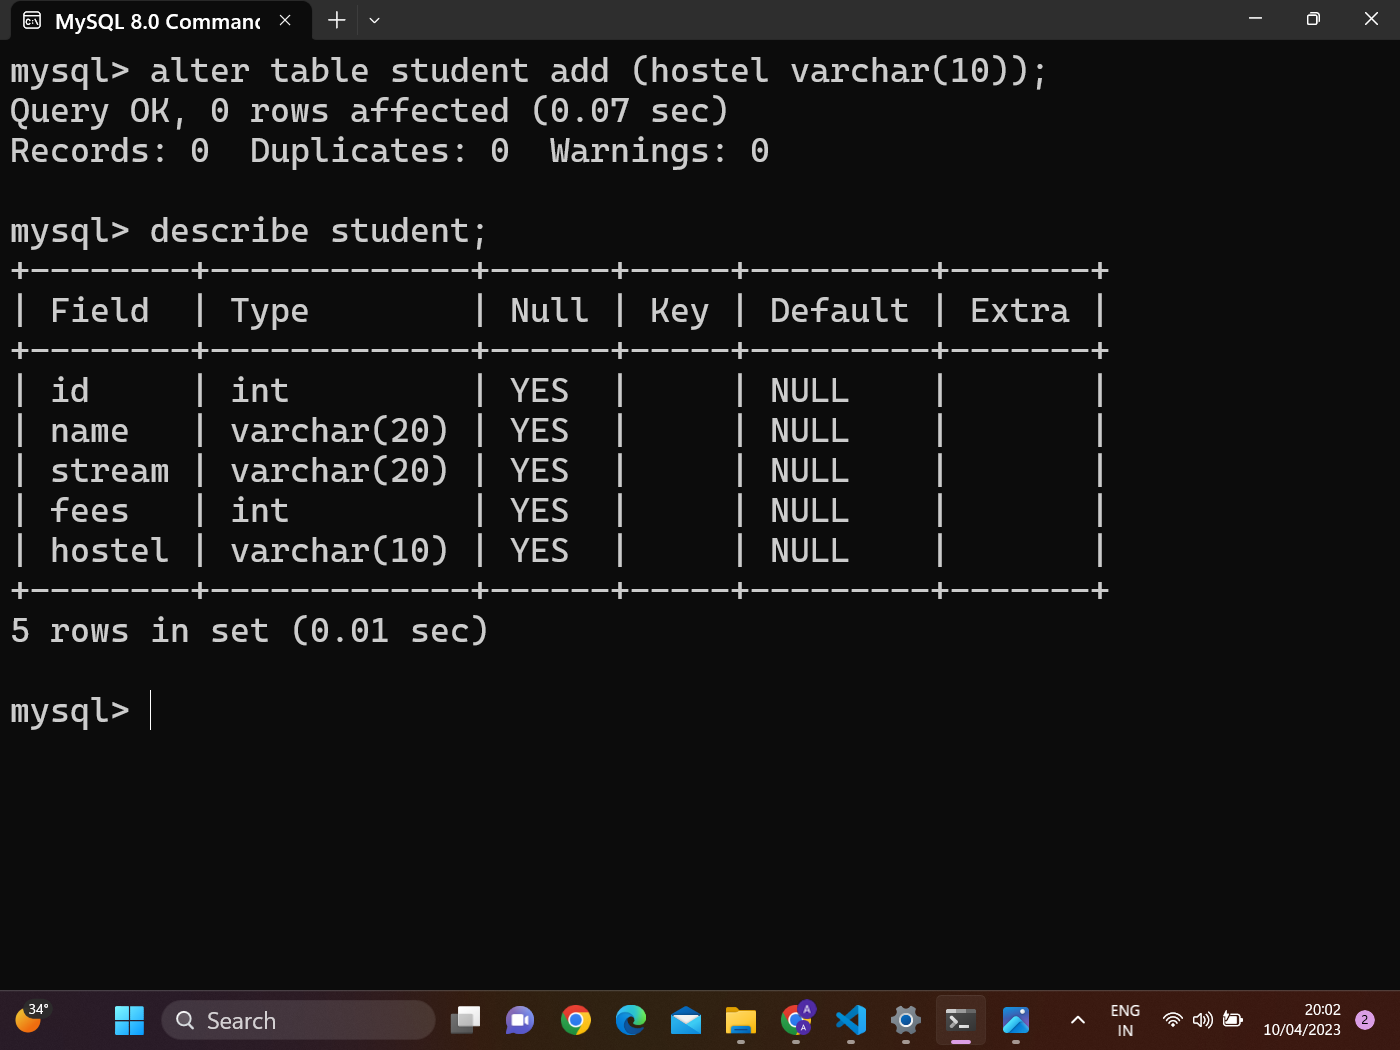 MySQL 8.0 Command
mysql> alter table student add (hostel varchar(10));
Query OK, 0 rows affected (0.07 sec)
Records: 0  Duplicates: 0  Warnings: 0
mysql> describe student;
+--------+-------------+------+-----+---------+-------+
| Field  | Type        | Null | Key | Default | Extra |
+--------+-------------+------+-----+---------+-------+
| id     | int         | YES  |     | NULL    |       |
| name   | varchar(20) | YES  |     | NULL    |       |
| stream | varchar(20) | YES  |     | NULL    |       |
| fees   | int         | YES  |     | NULL    |       |
| hostel | varchar(10) | YES  |     | NULL    |       |
+--------+-------------+------+-----+---------+-------+
5 rows in set (0.01 sec)
mysql>
34°
Search
A
A
ENG
IN
20:02
10/04/2023
2